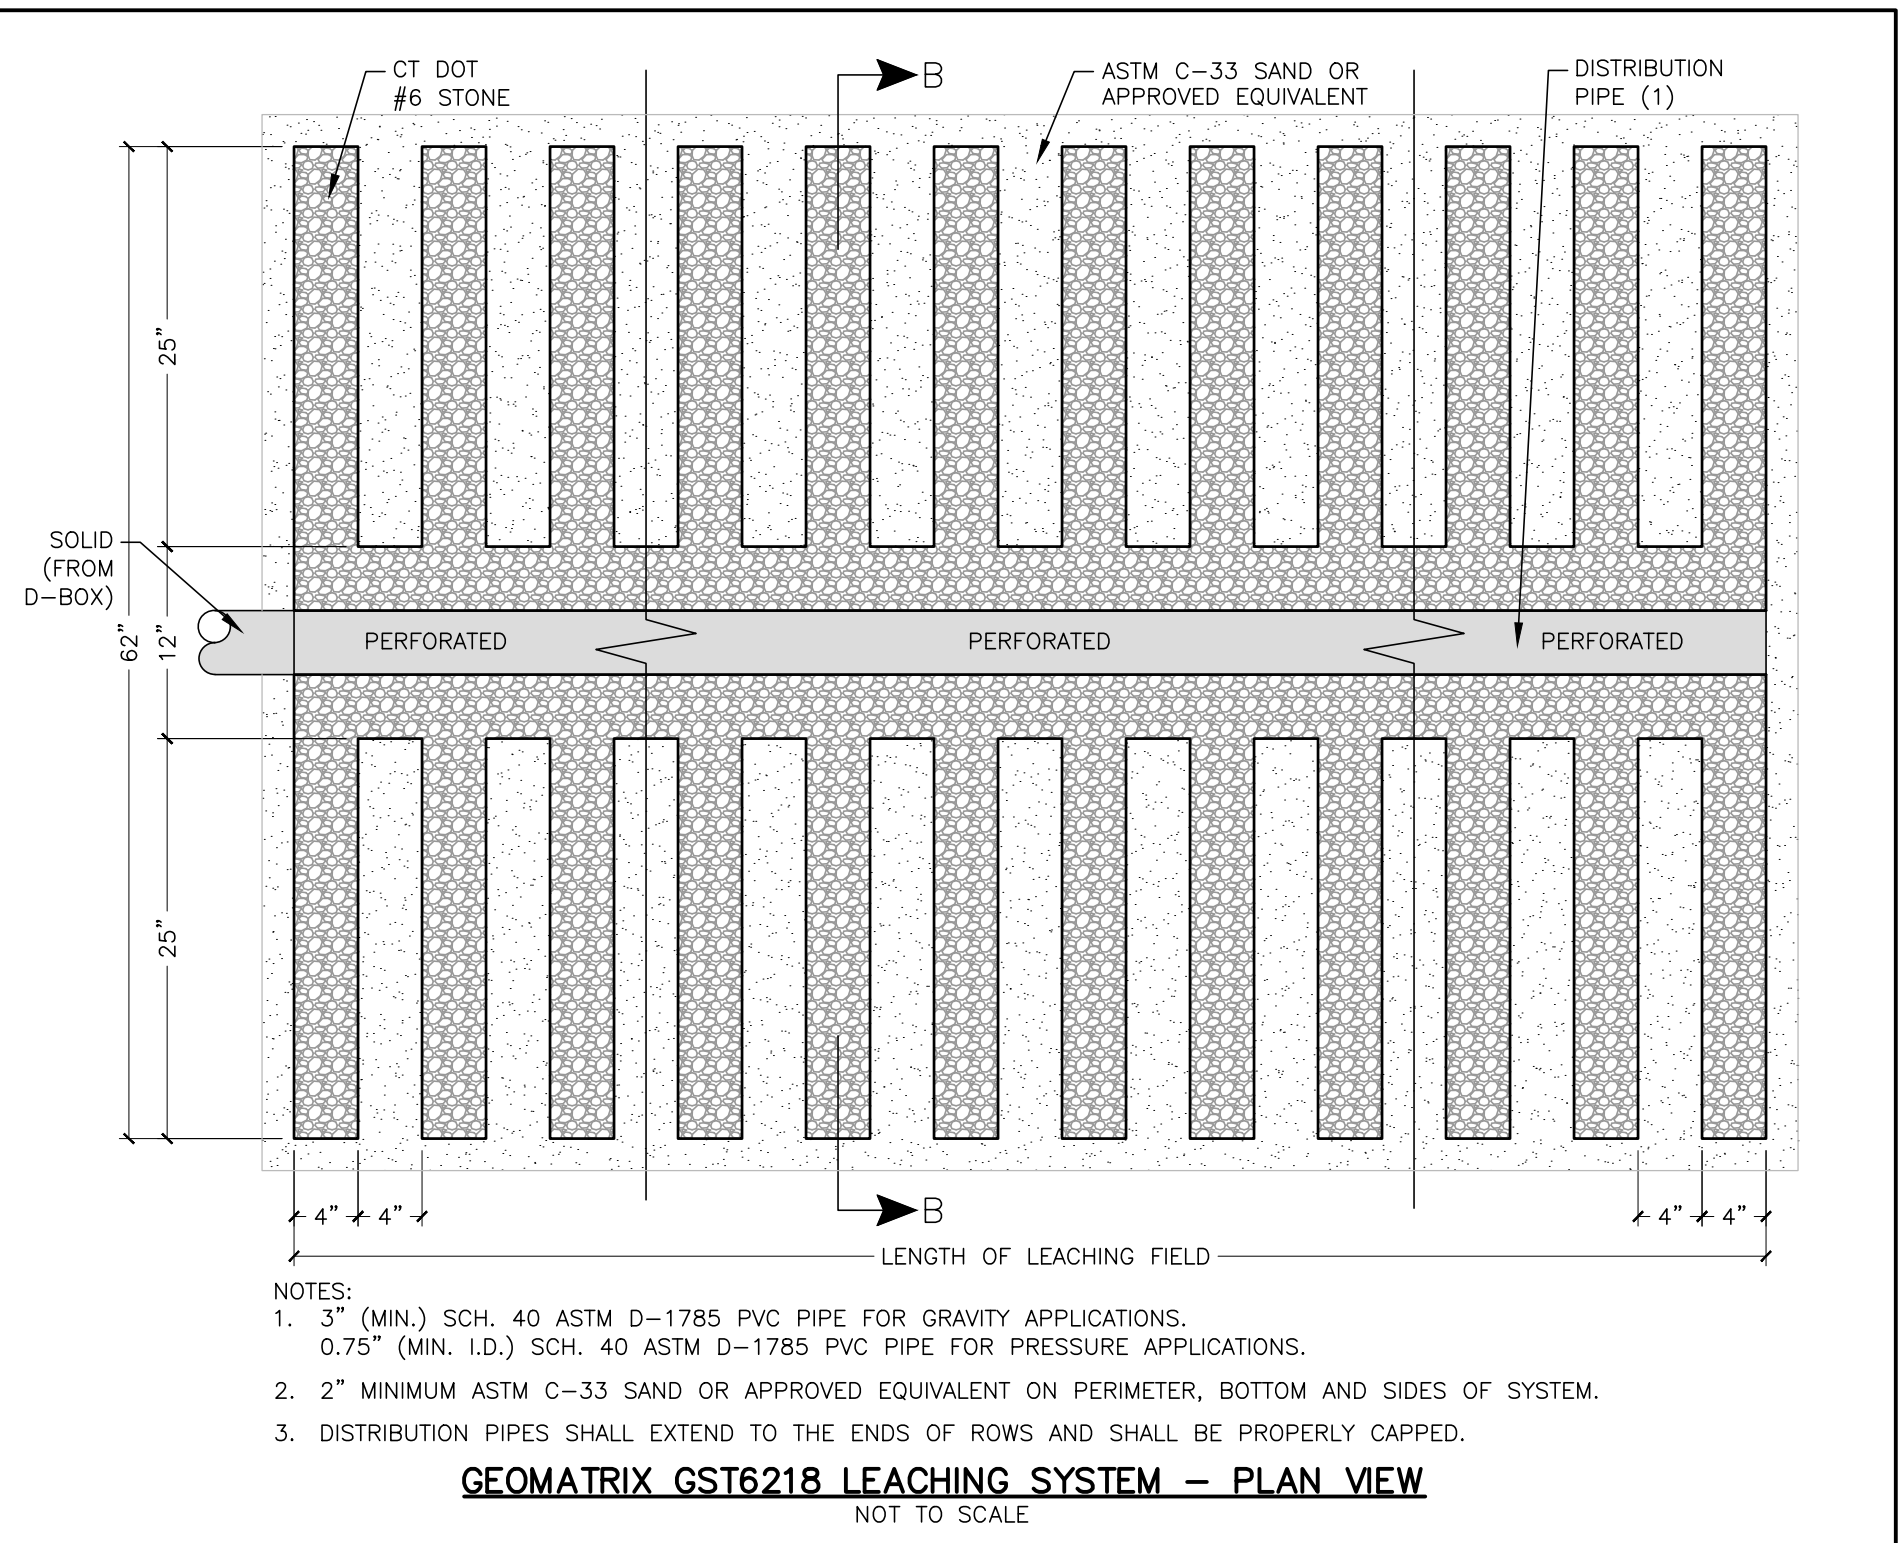 CT DOT
#6 STONE
B
ASTM C-33 SAND OR
APPROVED EQUIVALENT
DISTRIBUTION
PIPE (1)
25"
SOLID
(FROM
D-BOX)
62"
12"
PERFORATED PERFORATED PERFORATED
25"
4" 4" B 4" 4"
LENGTH OF LEACHING FIELD
NOTES:
1. 3" (MIN.) SCH. 40 ASTM D-1785 PVC PIPE FOR GRAVITY APPLICATIONS.
0.75" (MIN. I.D.) SCH. 40 ASTM D-1785 PVC PIPE FOR PRESSURE APPLICATIONS.
2. 2" MINIMUM ASTM C-33 SAND OR APPROVED EQUIVALENT ON PERIMETER, BOTTOM AND SIDES OF SYSTEM.
3. DISTRIBUTION PIPES SHALL EXTEND TO THE ENDS OF ROWS AND SHALL BE PROPERLY CAPPED.
GEOMATRIX GST6218 LEACHING SYSTEM - PLAN VIEW
NOT TO SCALE